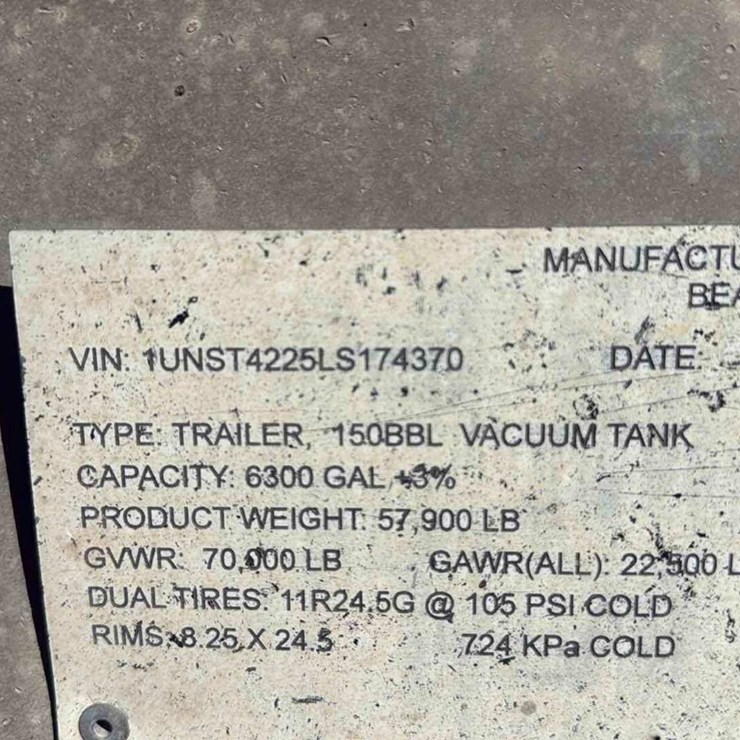 MANUFACTU
BEA
VIN: 1UNST4225LS174370 DATE:
TYPE: TRAILER, 150BBL VACUUM TANK
CAPACITY: 6300 GAL +3%
PRODUCT WEIGHT: 57,900 LB
GVWR: 70,000 LB GAWR(ALL): 22,500 L
DUAL TIRES: 11R24.5G @ 105 PSI COLD
RIMS: 8.25 X 24.5 724 KPa COLD